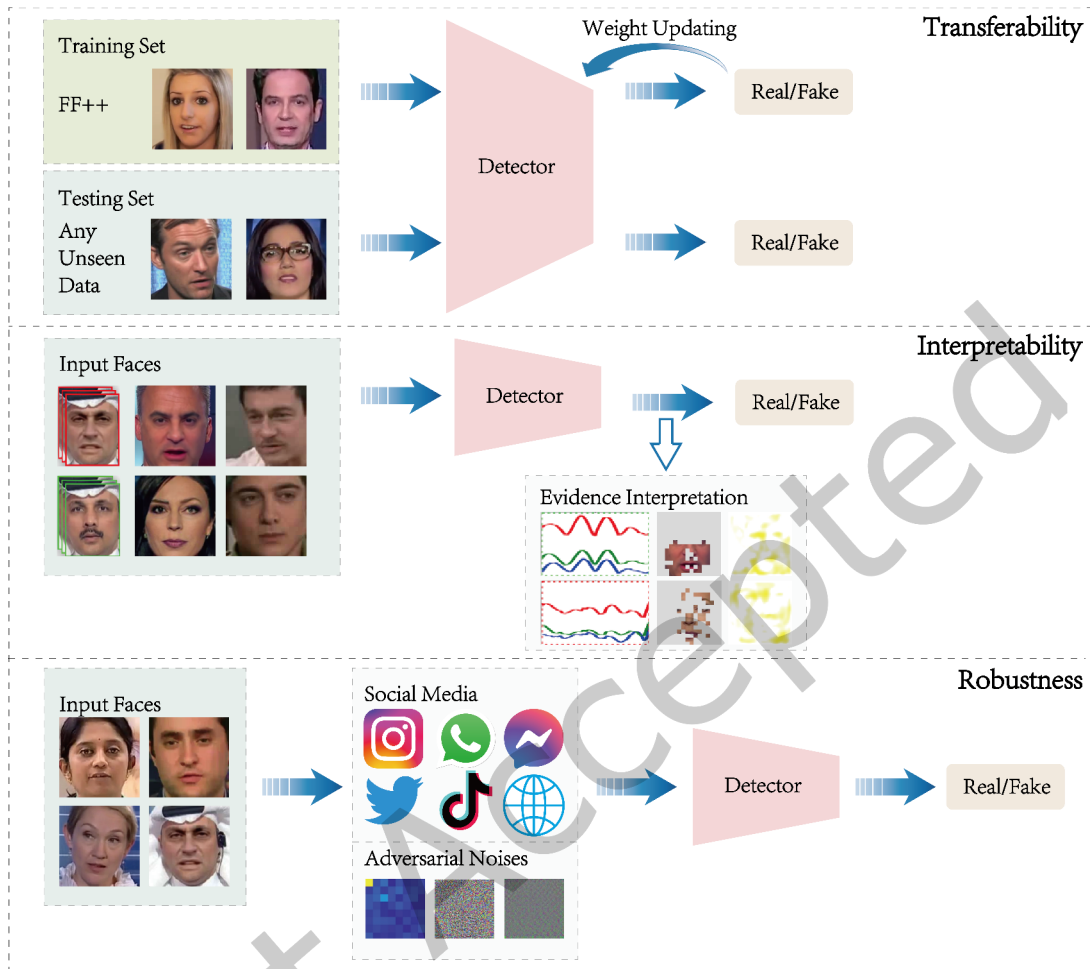 Transferability
Training Set
FF++
Weight Updating
Real/Fake
Detector
Testing Set
Any
Unseen
Data
Real/Fake
Interpretability
Input Faces
Detector
Real/Fake
Evidence Interpretation
Robustness
Input Faces
Social Media
Detector
Real/Fake
Adversarial Noises
Accepted